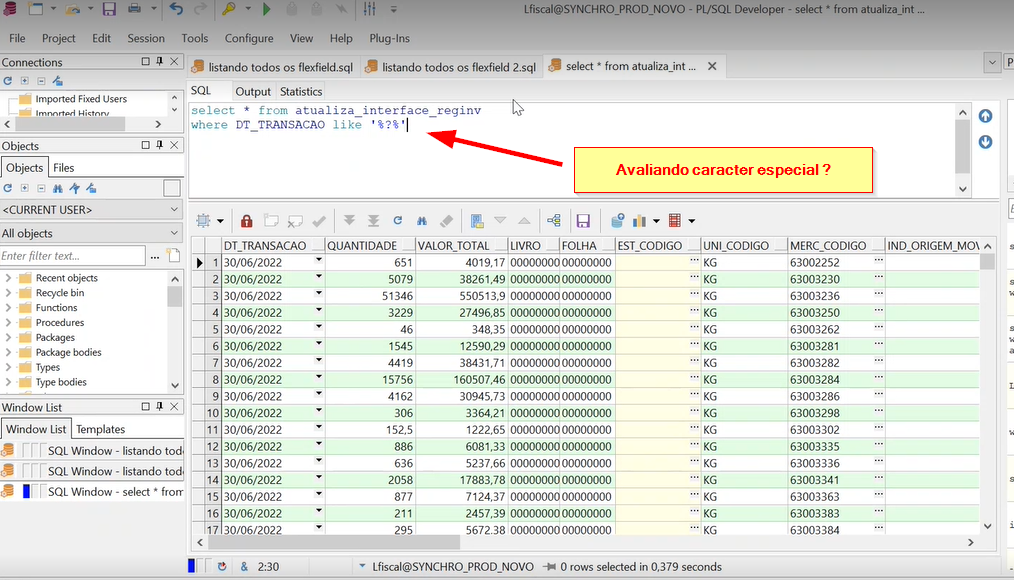 Lfiscal@SYNCHRO_PROD_NOVO - PL/SQL Developer - select * from atualiza_int ...
File Project Edit Session Tools Configure View Help Plug-Ins
Connections
Imported Fixed Users
Imported History
Objects
Objects Files
<CURRENT USER>
All objects
Enter filter text...
Recent objects
Recycle bin
Functions
Procedures
Packages
Package bodies
Types
Type bodies
Window List
Window List Templates
SQL Window - listando tod
SQL Window - listando tod
SQL Window - select * from
listando todos os flexfield.sql listando todos os flexfield 2.sql select * from atualiza_int ...
SQL Output Statistics
select * from atualiza_interface_reginv
where DT_TRANSACAO like '%?%'
Avaliando caracter especial ?
DT_TRANSACAO QUANTIDADE VALOR_TOTAL LIVRO FOLHA EST_CODIGO UNI_CODIGO MERC_CODIGO IND_ORIGEM_MOV
1 30/06/2022 651 4019,17 00000000 00000000 KG 63002252
2 30/06/2022 5079 38261,49 00000000 00000000 KG 63003230
3 30/06/2022 51346 550513,9 00000000 00000000 KG 63003236
4 30/06/2022 3229 27496,85 00000000 00000000 KG 63003250
5 30/06/2022 46 348,35 00000000 00000000 KG 63003262
6 30/06/2022 1545 12590,29 00000000 00000000 KG 63003281
7 30/06/2022 4419 38431,71 00000000 00000000 KG 63003282
8 30/06/2022 15756 160507,46 00000000 00000000 KG 63003284
9 30/06/2022 4162 30945,73 00000000 00000000 KG 63003286
10 30/06/2022 306 3364,21 00000000 00000000 KG 63003298
11 30/06/2022 152,5 1222,65 00000000 00000000 KG 63003302
12 30/06/2022 886 6081,33 00000000 00000000 KG 63003335
13 30/06/2022 636 5237,66 00000000 00000000 KG 63003336
14 30/06/2022 2058 17883,78 00000000 00000000 KG 63003341
15 30/06/2022 877 7124,37 00000000 00000000 KG 63003363
16 30/06/2022 211 2457,39 00000000 00000000 KG 63003383
17 30/06/2022 295 5672,38 00000000 00000000 KG 63003384
& 2:30 Lfiscal@SYNCHRO_PROD_NOVO 0 rows selected in 0,379 seconds